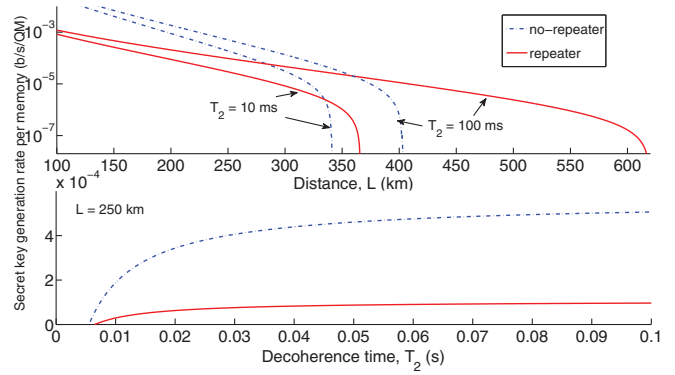 Secret key generation rate per memory (b/s/QM)
10⁻³
10⁻⁵
10⁻⁷
no−repeater
repeater
T₂ = 10 ms
T₂ = 100 ms
100 150 200 250 300 350 400 450 500 550 600
Distance, L (km)
x 10⁻⁴
L = 250 km
4
2
0
0 0.01 0.02 0.03 0.04 0.05 0.06 0.07 0.08 0.09 0.1
Decoherence time, T₂ (s)